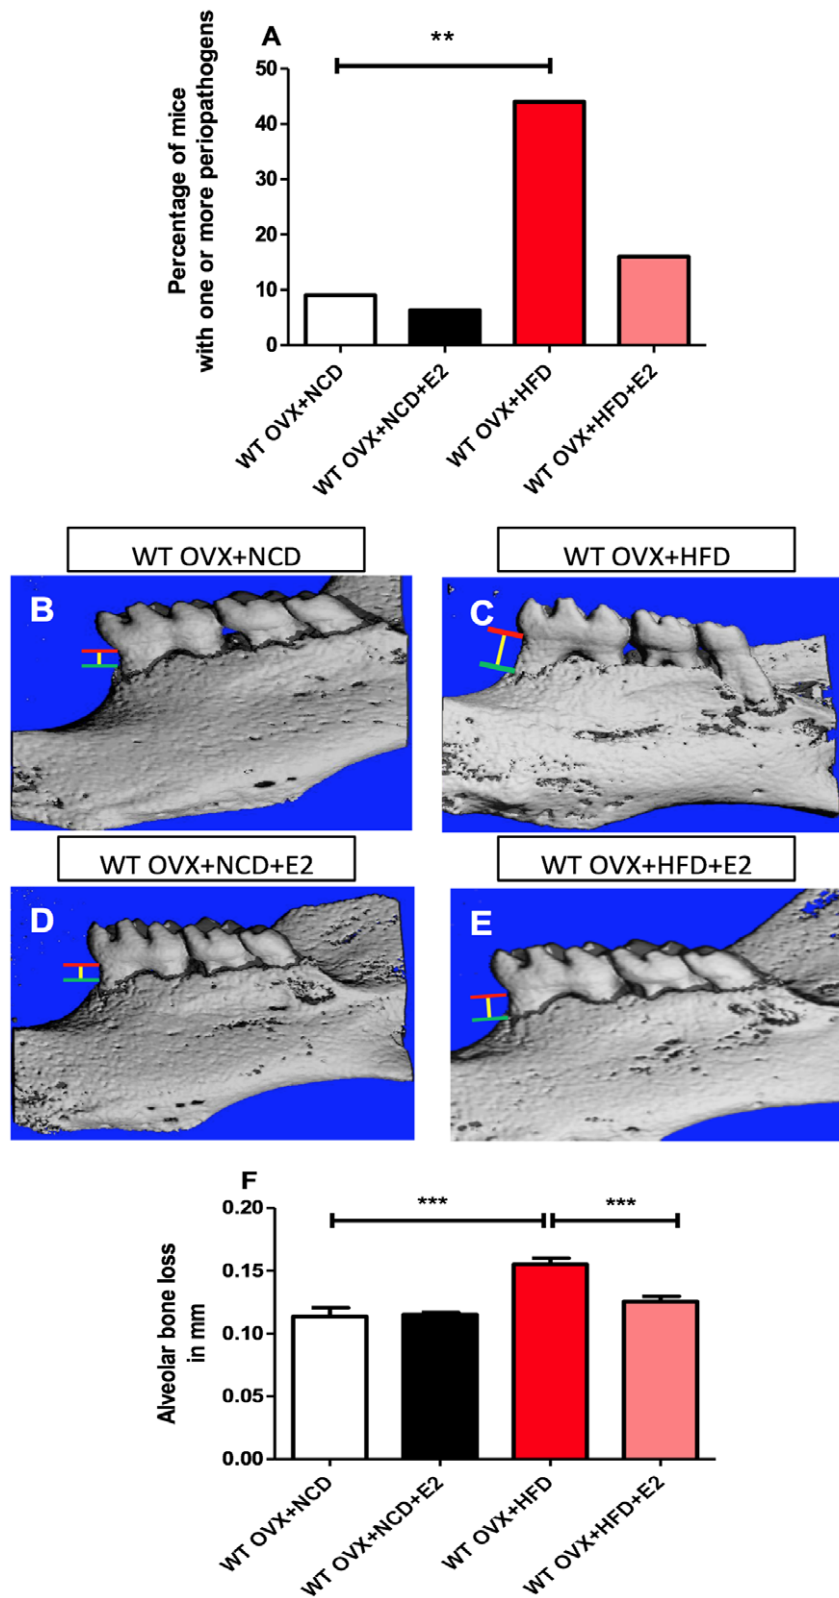 A
**
Percentage of mice
with one or more periopathogens
50
40
30
20
10
0
WT OVX+NCD
WT OVX+NCD+E2
WT OVX+HFD
WT OVX+HFD+E2
WT OVX+NCD
WT OVX+HFD
B
C
WT OVX+NCD+E2
WT OVX+HFD+E2
D
E
F
***
***
Alveolar bone loss
in mm
0.20
0.15
0.10
0.05
0.00
WT OVX+NCD
WT OVX+NCD+E2
WT OVX+HFD
WT OVX+HFD+E2